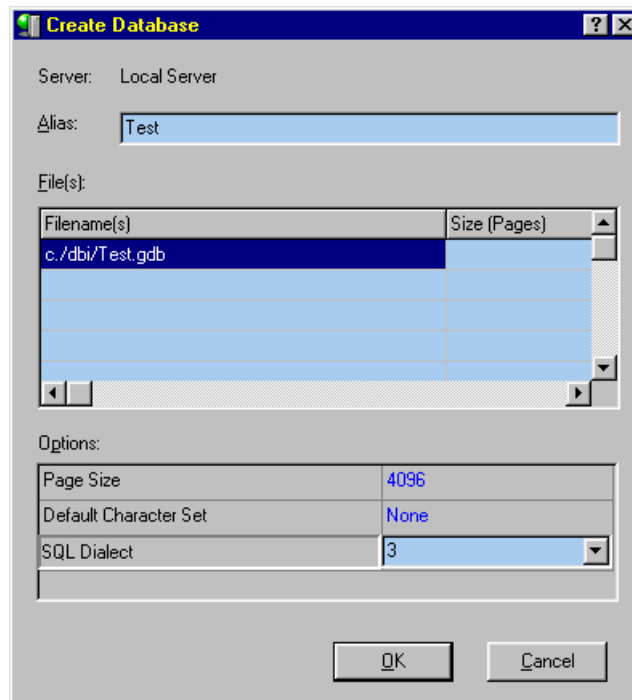 Create Database
Server: Local Server
Alias: Test
File(s):
Filename(s) Size (Pages)
c./dbi/Test.gdb
Options:
Page Size 4096
Default Character Set None
SQL Dialect 3
OK Cancel